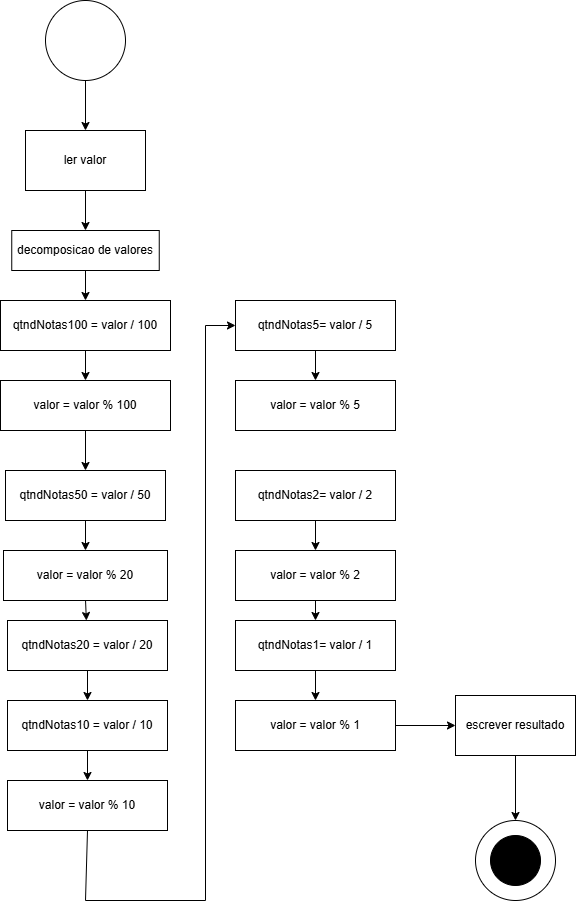 ler valor
decomposicao de valores
qtndNotas100 = valor / 100
valor = valor % 100
qtndNotas50 = valor / 50
valor = valor % 20
qtndNotas20 = valor / 20
qtndNotas10 = valor / 10
valor = valor % 10
qtndNotas5= valor / 5
valor = valor % 5
qtndNotas2= valor / 2
valor = valor % 2
qtndNotas1= valor / 1
valor = valor % 1
escrever resultado